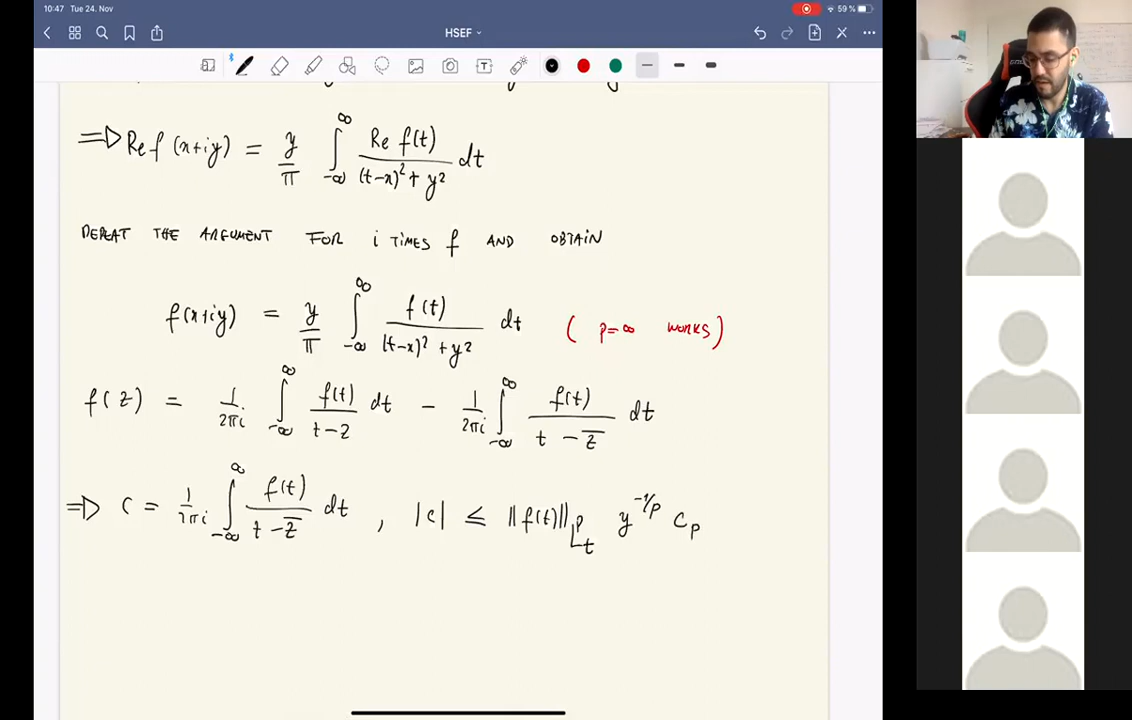 10:47 Tue 24. Nov
59 %
HSEF
⟹ Re f (x+iy) = y/π ∫_{-∞}^{∞} Re f(t) / ((t-x)² + y²) dt
REPEAT THE ARGUMENT FOR i TIMES f AND OBTAIN
f(x+iy) = y/π ∫_{-∞}^{∞} f(t) / ((t-x)² + y²) dt ( p=∞ works )
f(z) = 1/2πi ∫_{-∞}^{∞} f(t) / (t-z) dt - 1/2πi ∫_{-∞}^{∞} f(t) / (t - z̄) dt
⟹ C = 1/2πi ∫_{-∞}^{∞} f(t) / (t - z̄) dt , |c| ≤ ||f(t)||_{L^p_t} y^{-1/p} C_p